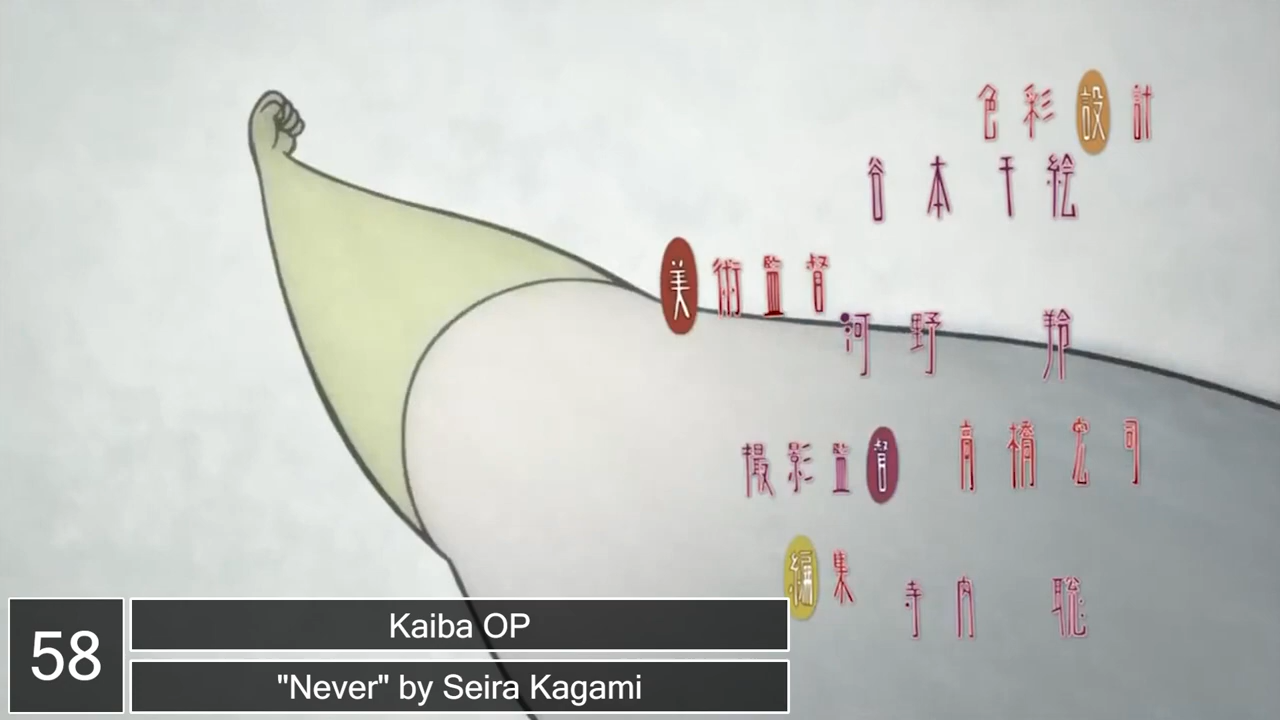 色彩設計
谷本千絵
美術監督
河野 羚
撮影監督 高橋宏司
編集 寺内 聡
58
Kaiba OP
"Never" by Seira Kagami